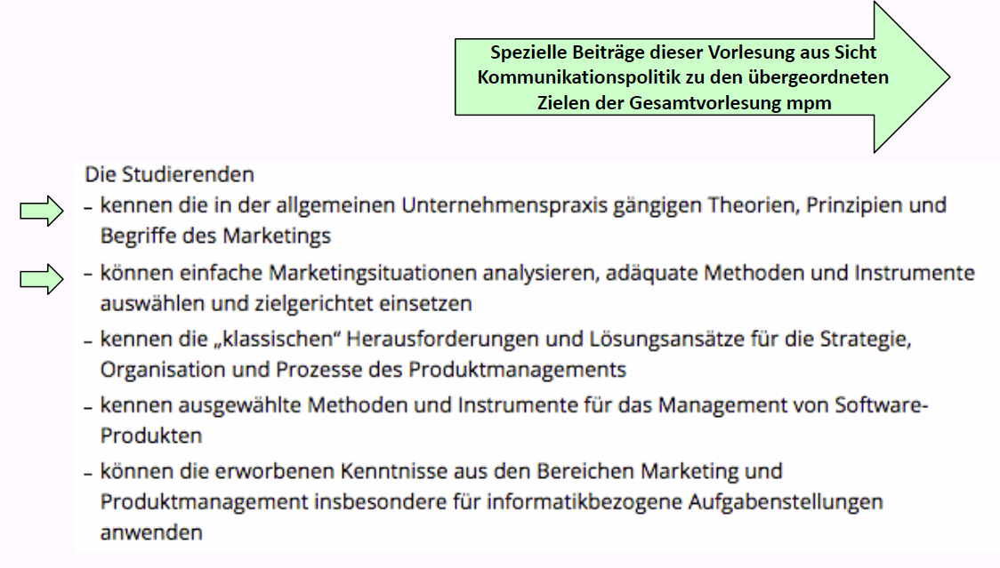 Spezielle Beiträge dieser Vorlesung aus Sicht
Kommunikationspolitik zu den übergeordneten
Zielen der Gesamtvorlesung mpm
Die Studierenden
– kennen die in der allgemeinen Unternehmenspraxis gängigen Theorien, Prinzipien und
Begriffe des Marketings
– können einfache Marketingsituationen analysieren, adäquate Methoden und Instrumente
auswählen und zielgerichtet einsetzen
– kennen die „klassischen“ Herausforderungen und Lösungsansätze für die Strategie,
Organisation und Prozesse des Produktmanagements
– kennen ausgewählte Methoden und Instrumente für das Management von Software-
Produkten
– können die erworbenen Kenntnisse aus den Bereichen Marketing und
Produktmanagement insbesondere für informatikbezogene Aufgabenstellungen
anwenden